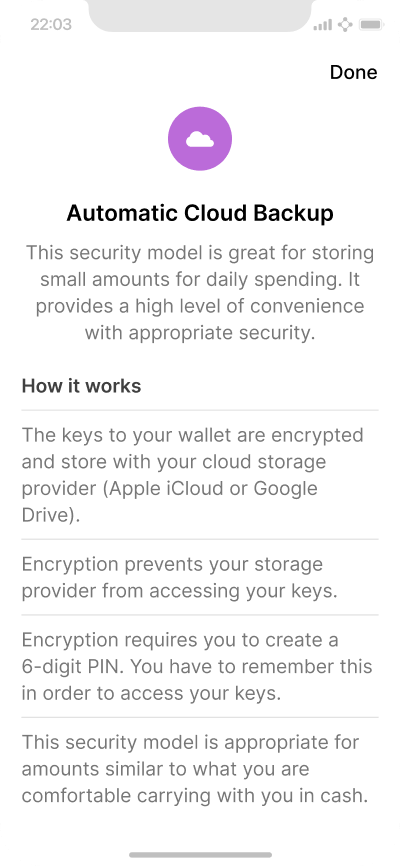 22:03
Done
Automatic Cloud Backup
This security model is great for storing
small amounts for daily spending. It
provides a high level of convenience
with appropriate security.
How it works
The keys to your wallet are encrypted
and store with your cloud storage
provider (Apple iCloud or Google
Drive).
Encryption prevents your storage
provider from accessing your keys.
Encryption requires you to create a
6-digit PIN. You have to remember this
in order to access your keys.
This security model is appropriate for
amounts similar to what you are
comfortable carrying with you in cash.